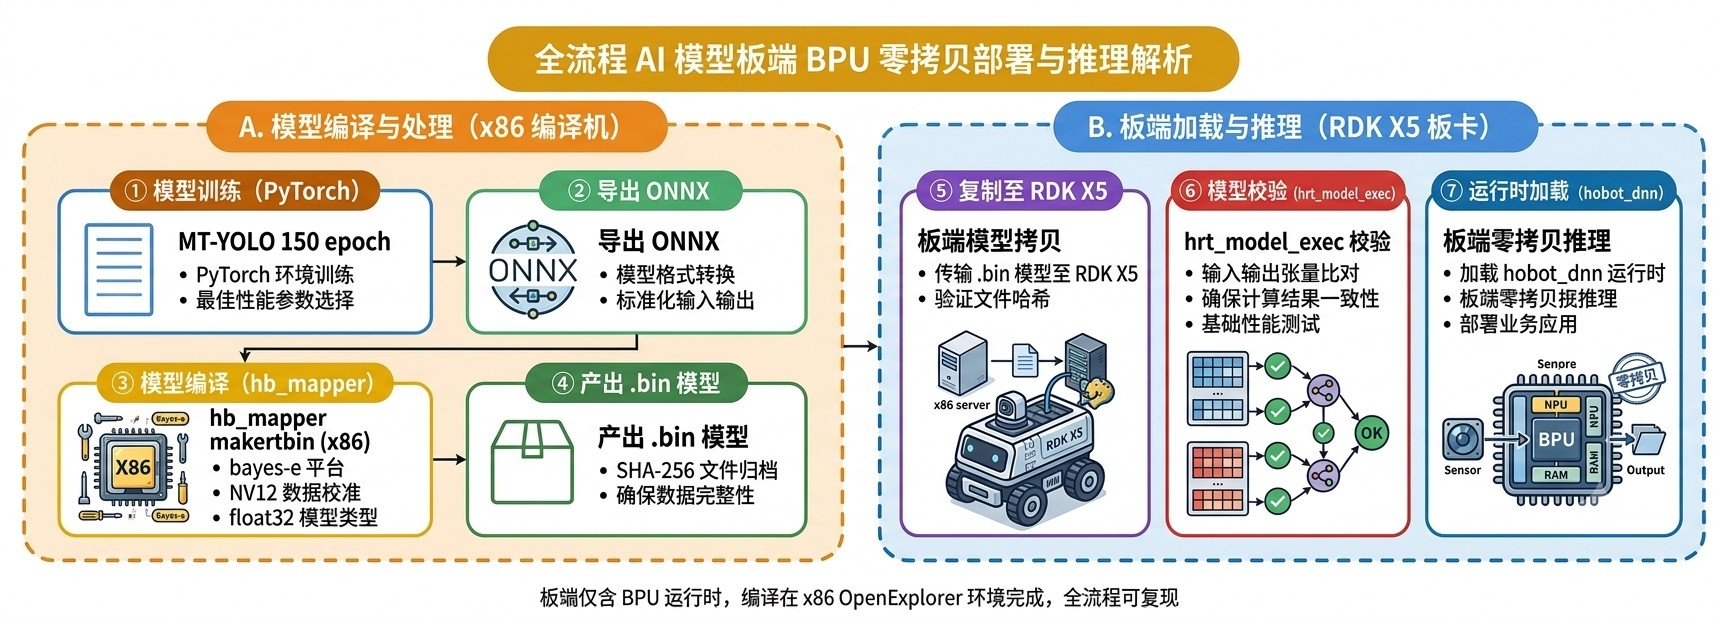 全流程 AI 模型板端 BPU 零拷贝部署与推理解析
A. 模型编译与处理（x86 编译机）
① 模型训练（PyTorch）
MT-YOLO 150 epoch
• PyTorch 环境训练
• 最佳性能参数选择
② 导出 ONNX
ONNX
导出 ONNX
• 模型格式转换
• 标准化输入输出
③ 模型编译（hb_mapper）
X86
hb_mapper
makertbin (x86)
• bayes-e 平台
• NV12 数据校准
• float32 模型类型
④ 产出 .bin 模型
产出 .bin 模型
• SHA-256 文件归档
• 确保数据完整性
B. 板端加载与推理（RDK X5 板卡）
⑤ 复制至 RDK X5
板端模型拷贝
• 传输 .bin 模型至 RDK X5
• 验证文件哈希
x86 server
RDK X5
⑥ 模型校验 (hrt_model_exec)
hrt_model_exec 校验
• 输入输出张量比对
• 确保计算结果一致性
• 基础性能测试
OK
⑦ 运行时加载（hobot_dnn）
板端零拷贝推理
• 加载 hobot_dnn 运行时
• 板端零拷贝推理
• 部署业务应用
Senpre
零拷贝
NPU
NPU
BPU
RAM
RAM
Sensor
Output
板端仅含 BPU 运行时，编译在 x86 OpenExplorer 环境完成，全流程可复现